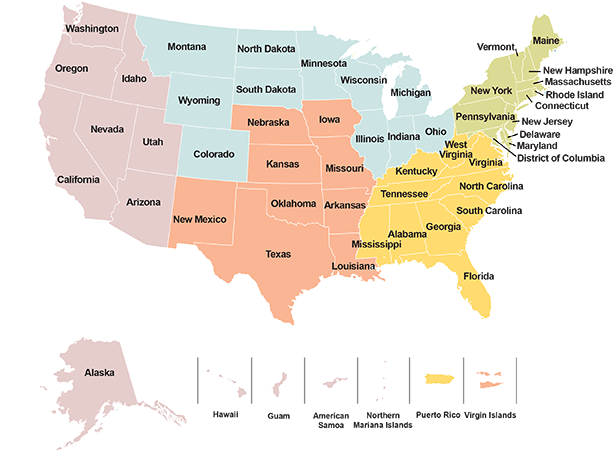 Washington
Montana
North Dakota
Minnesota
Vermont
Maine
Oregon
Idaho
Wisconsin
Michigan
New Hampshire
Massachusetts
Rhode Island
Connecticut
New York
South Dakota
Wyoming
Pennsylvania
New Jersey
Nebraska
Iowa
Nevada
Utah
Colorado
Illinois
Indiana
Ohio
Delaware
Maryland
District of Columbia
West
Virginia
Virginia
Kansas
Missouri
Kentucky
California
Arizona
New Mexico
Oklahoma
Arkansas
Tennessee
North Carolina
South Carolina
Texas
Mississippi
Alabama
Georgia
Louisiana
Florida
Alaska
Hawaii
Guam
American
Samoa
Northern
Mariana Islands
Puerto Rico
Virgin Islands